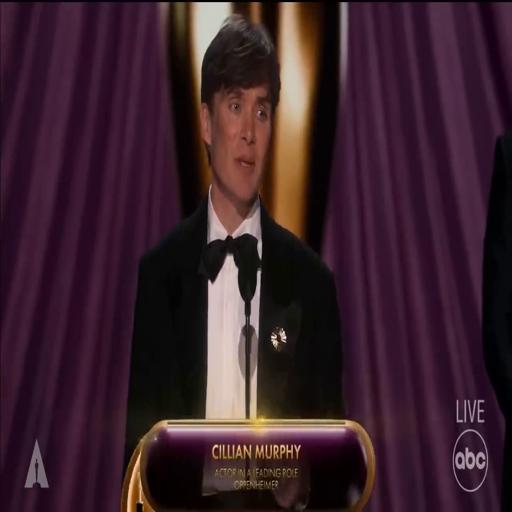 LIVE
abc
CILLIAN MURPHY
ACTOR IN A LEADING ROLE
OPPENHEIMER